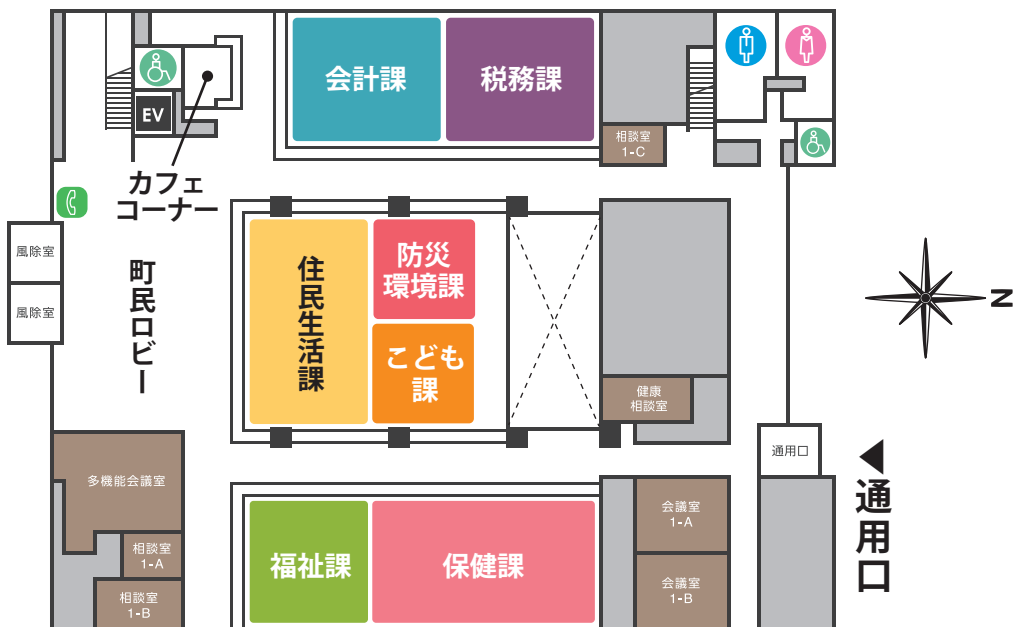 会計課
税務課
EV
相談室
1-C
カフェ
コーナー
風除室
風除室
町民ロビー
住民生活課
防災
環境課
こども
課
健康
相談室
N
多機能会議室
相談室
1-A
相談室
1-B
福祉課
保健課
会議室
1-A
会議室
1-B
通用口
◀通用口